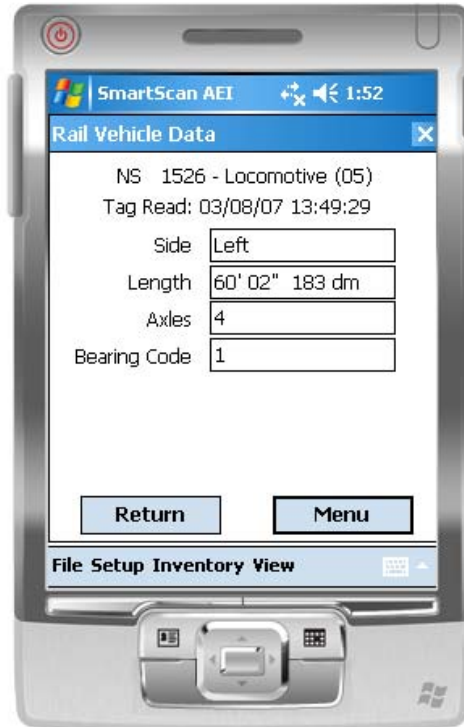 SmartScan AEI 1:52
Rail Vehicle Data
NS 1526 - Locomotive (05)
Tag Read: 03/08/07 13:49:29
Side Left
Length 60' 02" 183 dm
Axles 4
Bearing Code 1
Return Menu
File Setup Inventory View